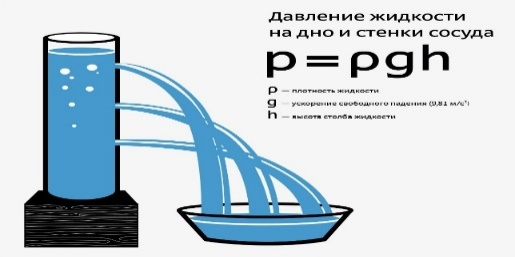 Давление жидкости
на дно и стенки сосуда
p=ρgh
ρ — плотность жидкости
g — ускорение свободного падения (9,81 м/с²)
h — высота столба жидкости